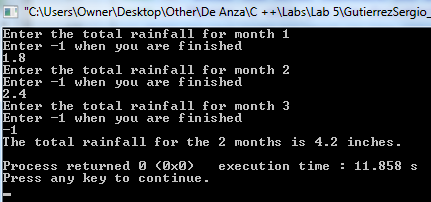 "C:\Users\Owner\Desktop\Other\De Anza\C ++\Labs\Lab 5\GutierrezSergio_
Enter the total rainfall for month 1
Enter -1 when you are finished
1.8
Enter the total rainfall for month 2
Enter -1 when you are finished
2.4
Enter the total rainfall for month 3
Enter -1 when you are finished
-1
The total rainfall for the 2 months is 4.2 inches.
Process returned 0 (0x0)   execution time : 11.858 s
Press any key to continue.